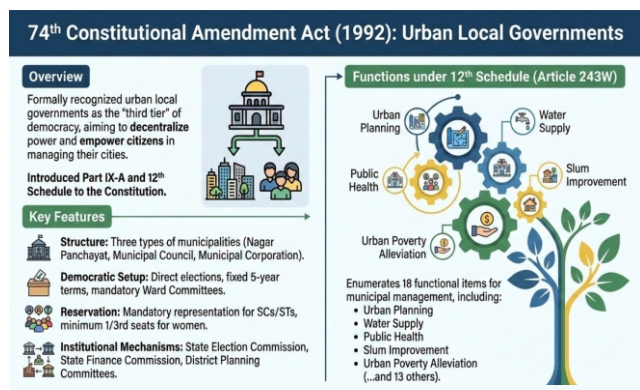 74th Constitutional Amendment Act (1992): Urban Local Governments
Overview
Formally recognized urban local
governments as the "third tier" of
democracy, aiming to decentralize
power and empower citizens in
managing their cities.
Introduced Part IX-A and 12th
Schedule to the Constitution.
Key Features
Structure: Three types of municipalities (Nagar
Panchayat, Municipal Council, Municipal Corporation).
Democratic Setup: Direct elections, fixed 5-year
terms, mandatory Ward Committees.
Reservation: Mandatory representation for SCs/STs,
minimum 1/3rd seats for women.
Institutional Mechanisms: State Election Commission,
State Finance Commission, District Planning
Committees.
Functions under 12th Schedule (Article 243W)
Urban
Planning
Water
Supply
Public
Health
Slum
Improvement
Urban Poverty
Alleviation
Enumerates 18 functional items for
municipal management, including:
• Urban Planning
• Water Supply
• Public Health
• Slum Improvement
• Urban Poverty Alleviation
(...and 13 others).